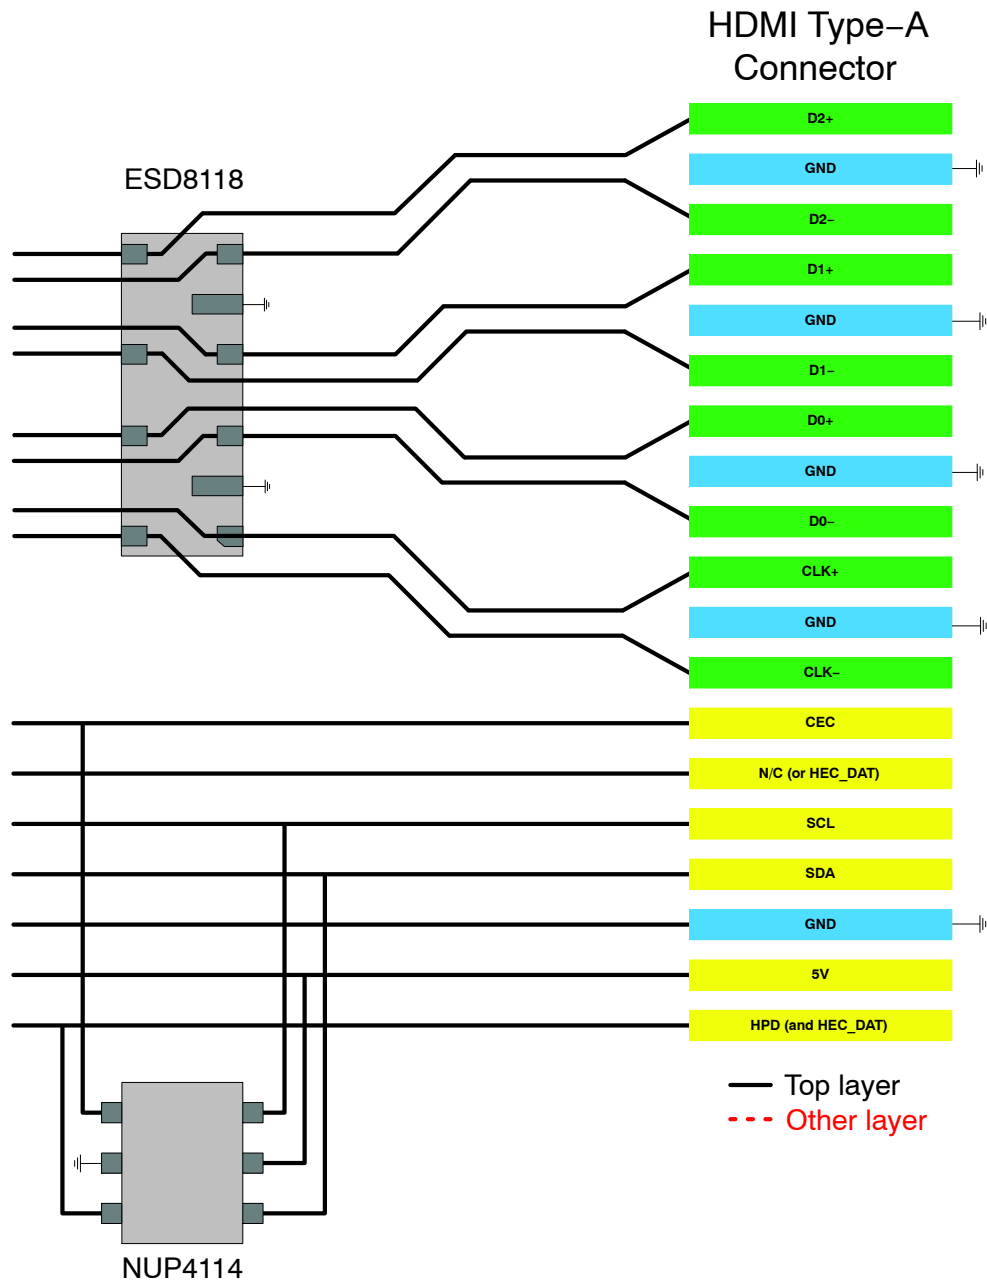 HDMI Type−A
Connector
D2+
GND
ESD8118
D2−
D1+
GND
D1−
D0+
GND
D0−
CLK+
GND
CLK−
CEC
N/C (or HEC_DAT)
SCL
SDA
GND
5V
HPD (and HEC_DAT)
Top layer
Other layer
NUP4114